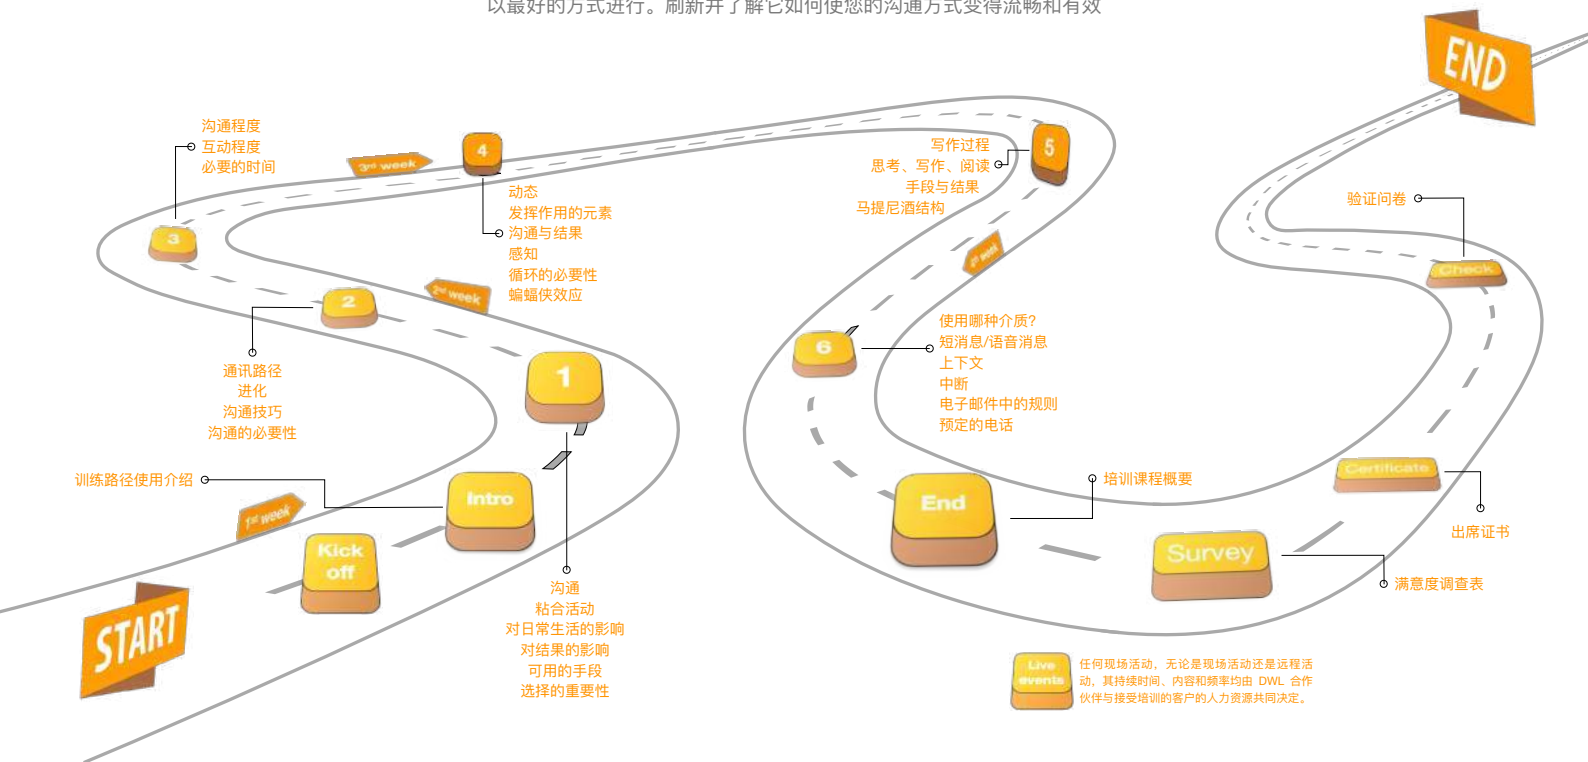 以最好的方式进行。刷新并了解它如何使您的沟通方式变得流畅和有效
END
沟通程度
互动程度
必要的时间
3rd week
4
动态
发挥作用的元素
沟通与结果
感知
循环的必要性
蝙蝠侠效应
写作过程
思考、写作、阅读
手段与结果
马提尼酒结构
5
验证问卷
Check
3
2nd week
2
通讯路径
进化
沟通技巧
沟通的必要性
1
week
6
使用哪种介质?
短消息/语音消息
上下文
中断
电子邮件中的规则
预定的电话
训练路径使用介绍
Intro
1st week
Kick
off
START
沟通
粘合活动
对日常生活的影响
对结果的影响
可用的手段
选择的重要性
End
培训课程概要
Certificate
出席证书
Survey
满意度调查表
Live
events
任何现场活动，无论是现场活动还是远程活
动，其持续时间、内容和频率均由 DWL 合作
伙伴与接受培训的客户的人力资源共同决定。